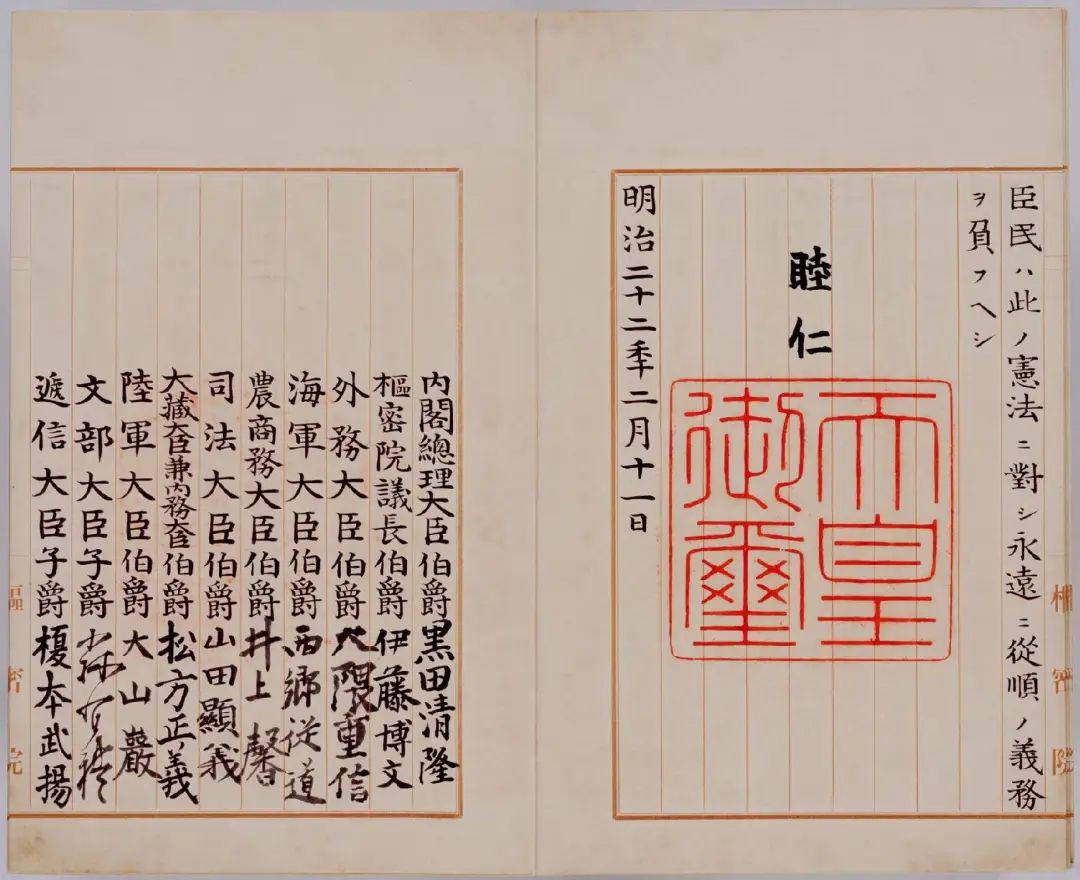 臣民ハ此ノ憲法ニ對シ永遠ニ從順ノ義務
ヲ負フヘシ
睦仁
天皇
御璽
明治二十二年二月十一日
樞密院
内閣總理大臣伯爵黒田清隆
樞密院議長伯爵伊藤博文
外務大臣伯爵大隈重信
海軍大臣伯爵西郷從道
農商務大臣伯爵井上馨
司法大臣伯爵山田顯義
大藏大臣兼内務大臣伯爵松方正義
陸軍大臣伯爵大山巖
文部大臣子爵森有禮
遞信大臣子爵榎本武揚
樞密院